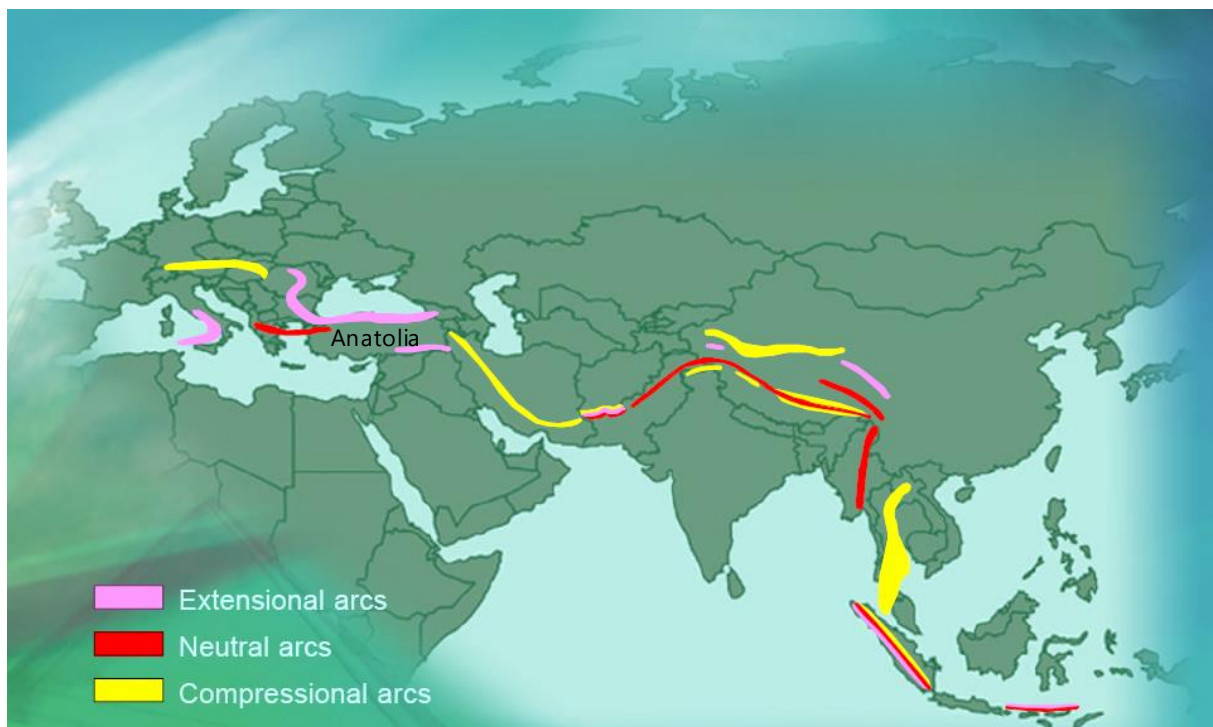 Anatolia
Extensional arcs
Neutral arcs
Compressional arcs